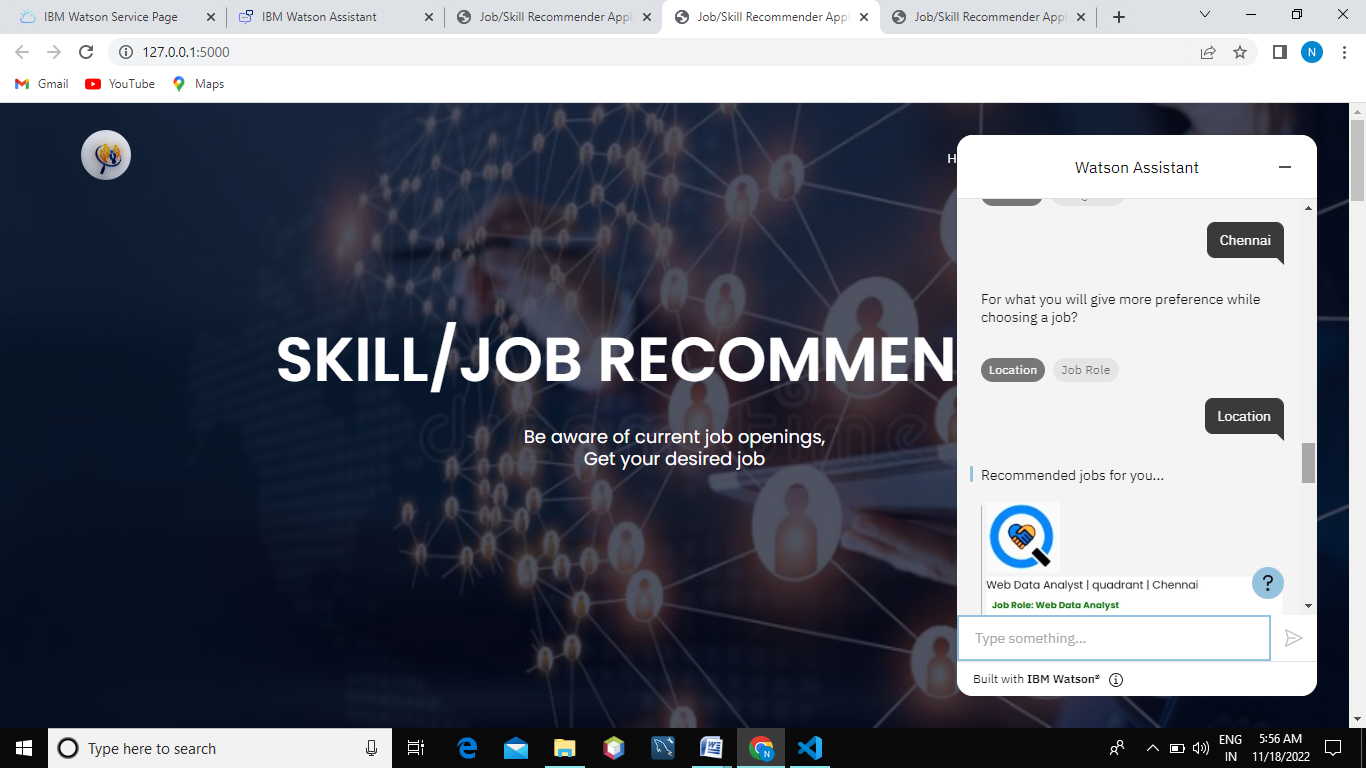 IBM Watson Service Page
IBM Watson Assistant
Job/Skill Recommender Appl
Job/Skill Recommender Appl
Job/Skill Recommender Appl
127.0.0.1:5000
N
Gmail
YouTube
Maps
H
SKILL/JOB RECOMMEN
Be aware of current job openings,
Get your desired job
Watson Assistant
Chennai
For what you will give more preference while
choosing a job?
Location Job Role
Location
Recommended jobs for you...
Web Data Analyst | quadrant | Chennai
?
Job Role: Web Data Analyst
Type something...
Built with IBM Watson®
Type here to search
ENG
IN
5:56 AM
11/18/2022